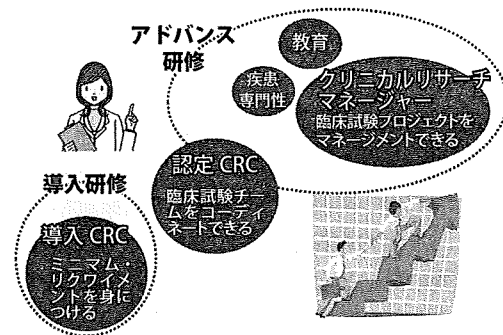 アドバンス
研修
教育
疾患
専門性
クリニカルリサーチ
マネージャー
臨床試験プロジェクトを
マネージメントできる
認定 CRC
臨床試験チー
ムをコーディ
ネートできる
導入研修
導入 CRC
ミニマム・
リクワイメ
ントを身に
つける